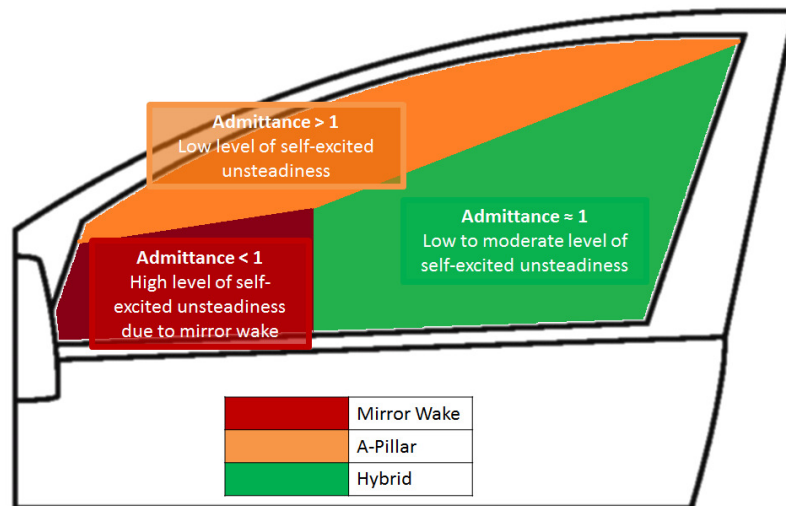 Admittance > 1
Low level of self-excited
unsteadiness
Admittance ≈ 1
Low to moderate level of
self-excited unsteadiness
Admittance < 1
High level of self-
excited unsteadiness
due to mirror wake
Mirror Wake
A-Pillar
Hybrid